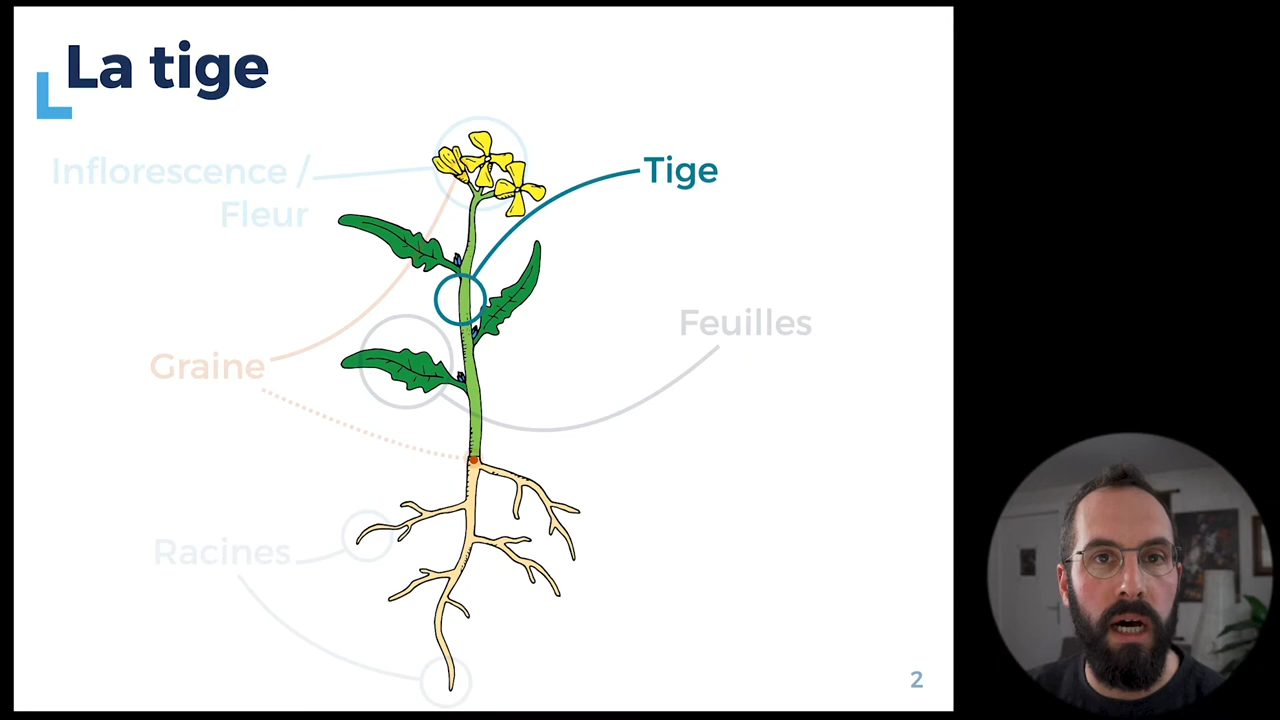 La tige
Inflorescence /
Fleur
Tige
Feuilles
Graine
Racines
2